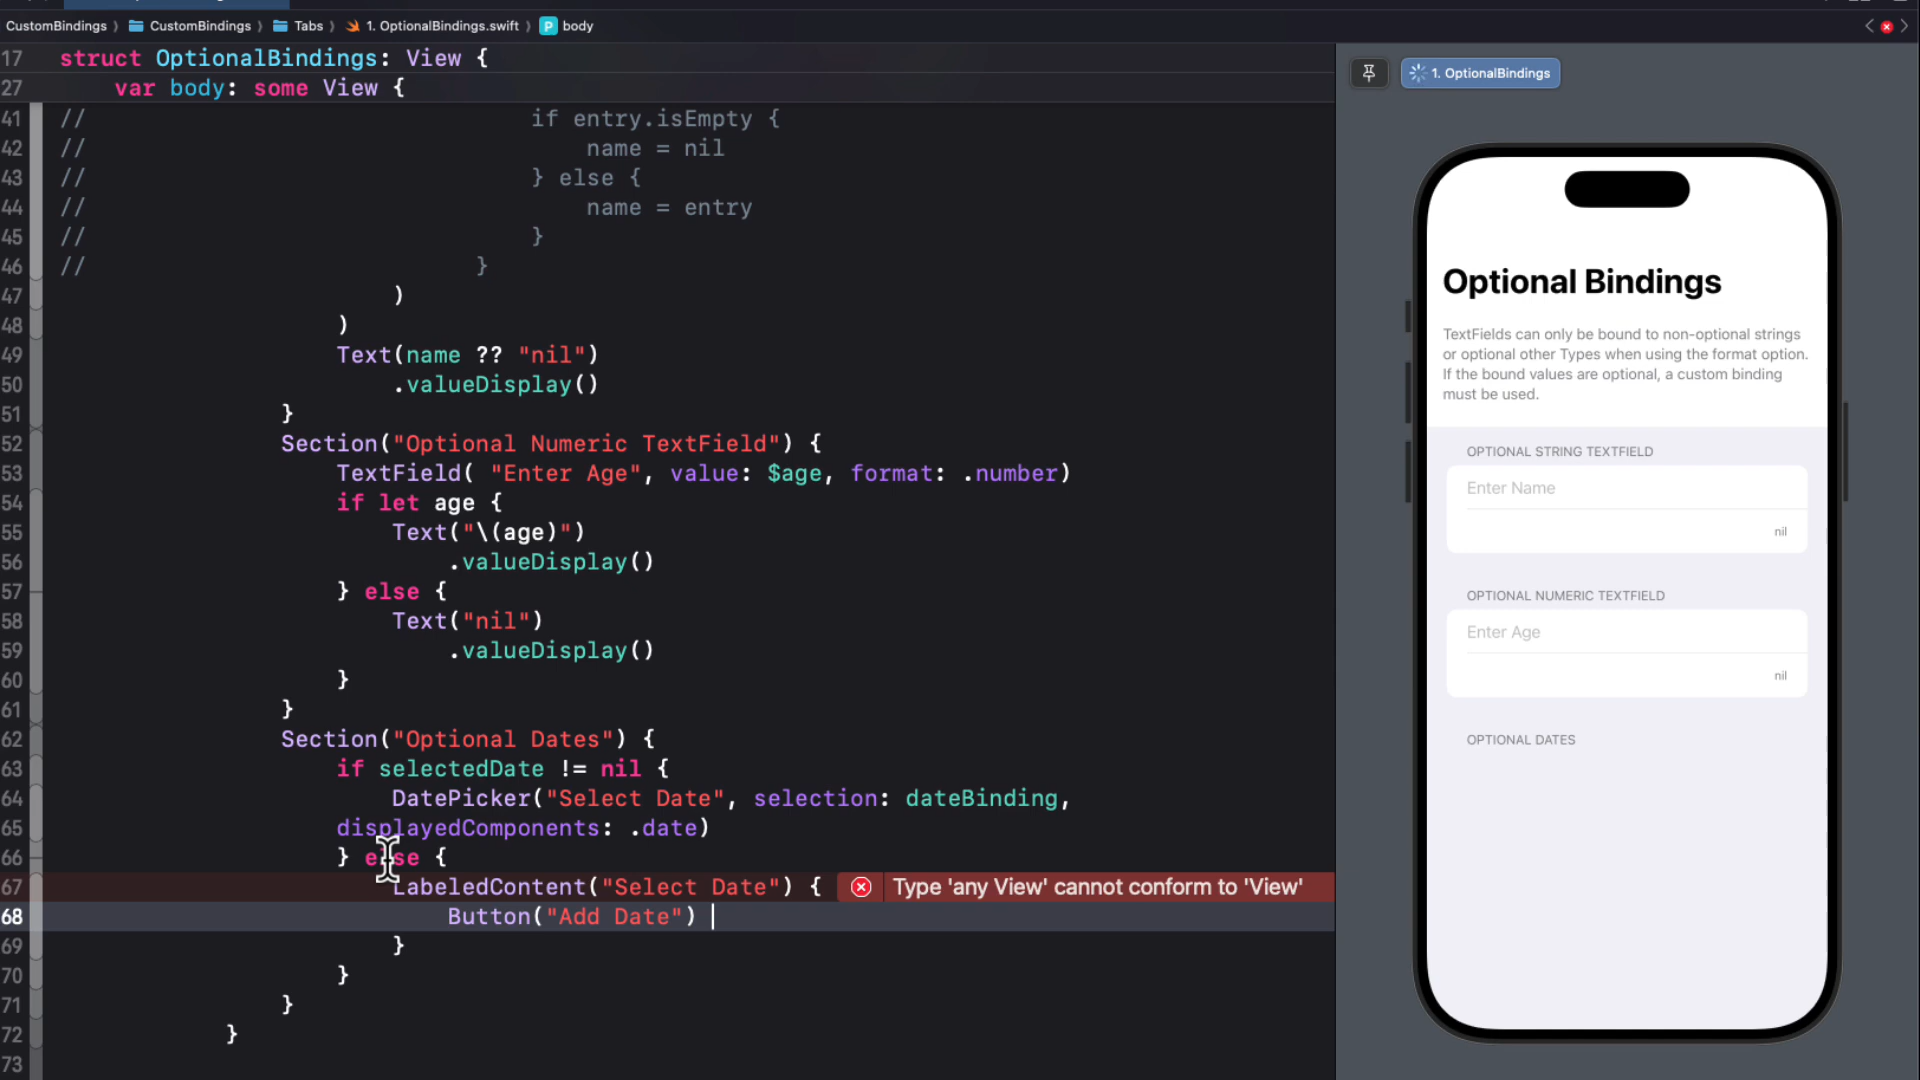 CustomBindings CustomBindings Tabs 1. OptionalBindings.swift P body
17 struct OptionalBindings: View {
27 var body: some View {
41 // if entry.isEmpty {
42 // name = nil
43 // } else {
44 // name = entry
45 // }
46 // }
47 )
48 )
49 Text(name ?? "nil")
50 .valueDisplay()
51 }
52 Section("Optional Numeric TextField") {
53 TextField( "Enter Age", value: $age, format: .number)
54 if let age {
55 Text("\(age)")
56 .valueDisplay()
57 } else {
58 Text("nil")
59 .valueDisplay()
60 }
61 }
62 Section("Optional Dates") {
63 if selectedDate != nil {
64 DatePicker("Select Date", selection: dateBinding,
65 displayedComponents: .date)
66 } else {
67 LabeledContent("Select Date") { Type 'any View' cannot conform to 'View'
68 Button("Add Date")
69 }
70 }
71 }
72 }
73
1. OptionalBindings
Optional Bindings
TextFields can only be bound to non-optional strings
or optional other Types when using the format option.
If the bound values are optional, a custom binding
must be used.
OPTIONAL STRING TEXTFIELD
Enter Name
nil
OPTIONAL NUMERIC TEXTFIELD
Enter Age
nil
OPTIONAL DATES